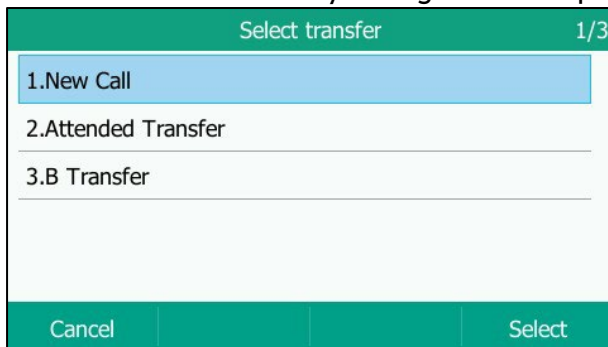 Select transfer 1/3
1.New Call
2.Attended Transfer
3.B Transfer
Cancel Select